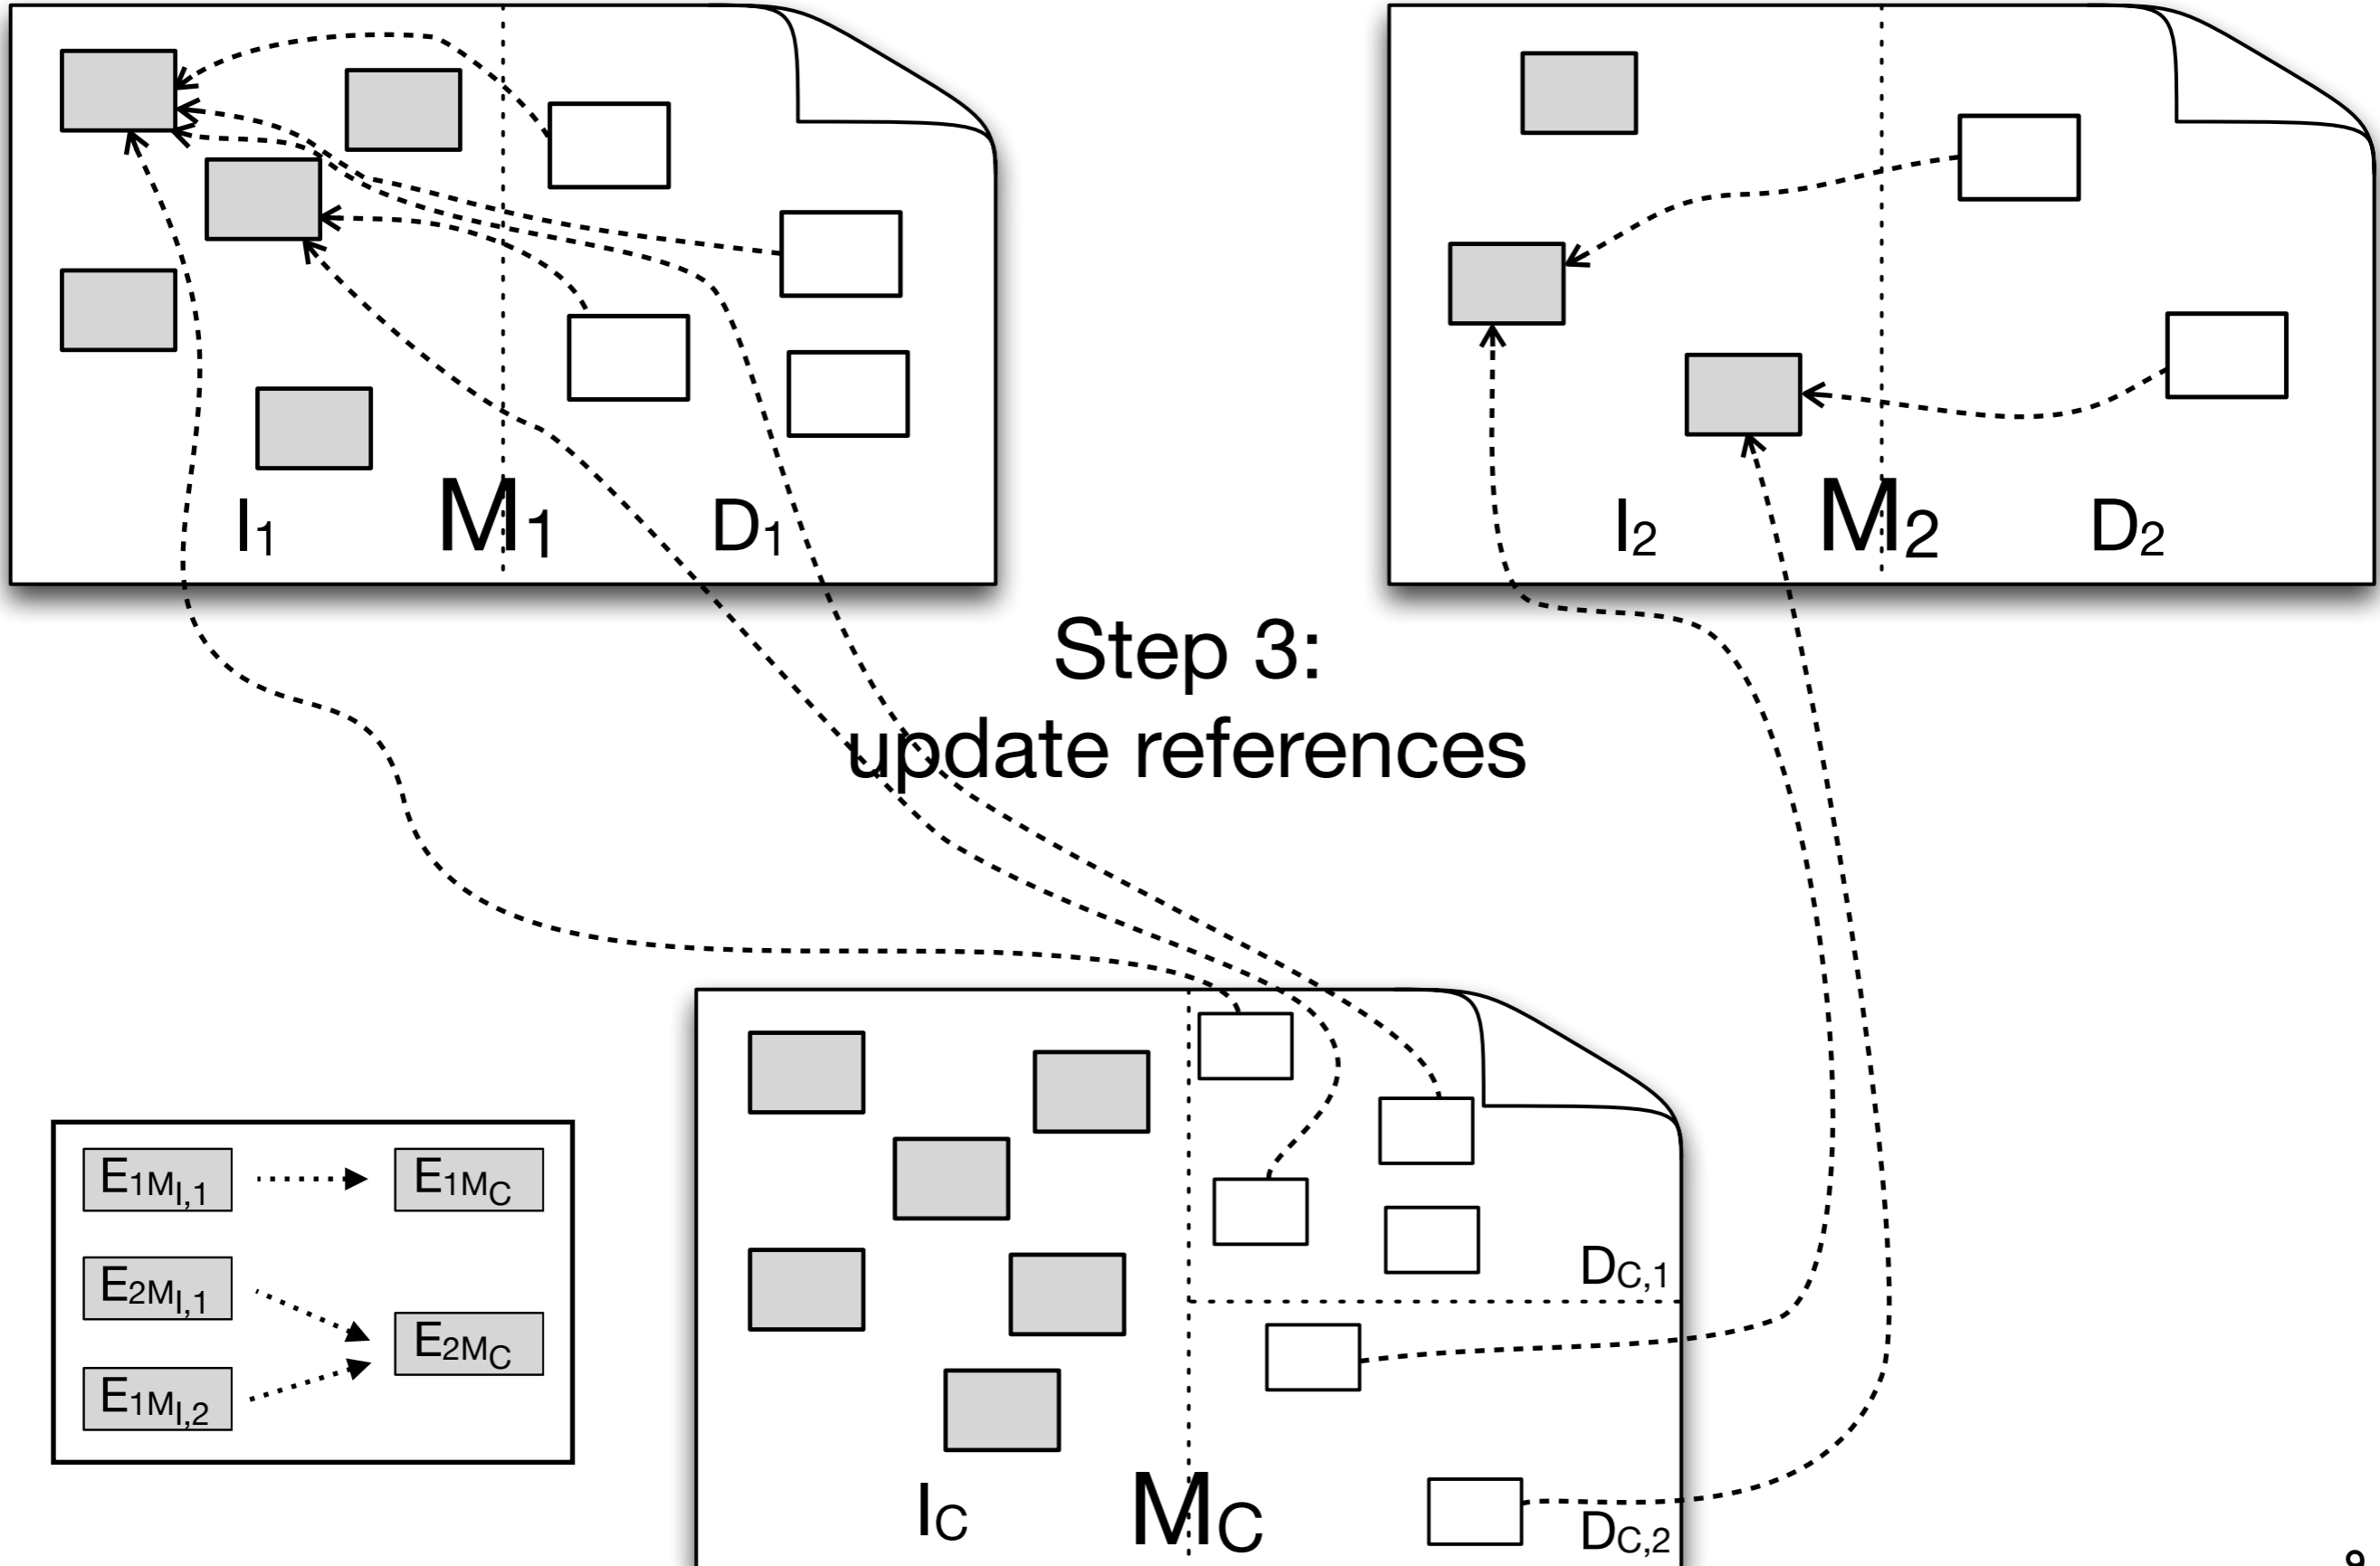 I1 M1 D1
I2 M2 D2
Step 3:
update references
E1MI,1 E1MC
E2MI,1
E2MC
E1MI,2
DC,1
IC MC
DC,2